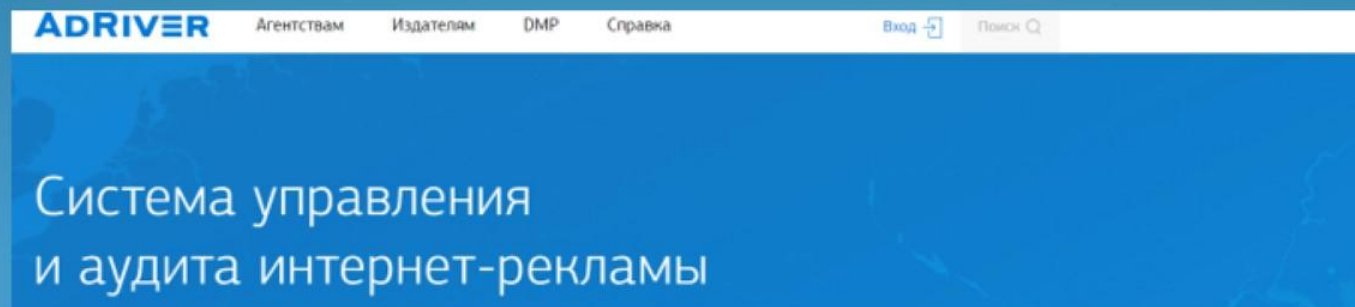 ADRIVER Агентствам Издателям DMP Справка Вход Поиск
Система управления
и аудита интернет-рекламы